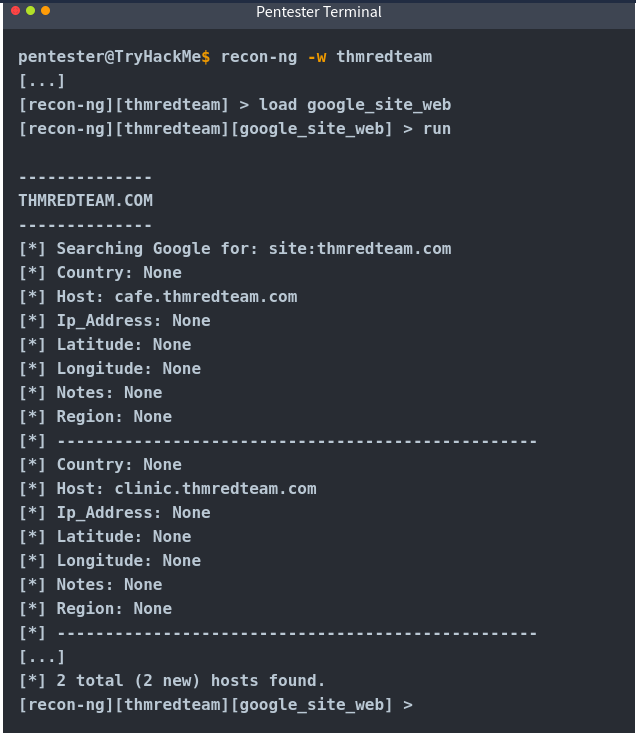 Pentester Terminal
pentester@TryHackMe$ recon-ng -w thmredteam
[...]
[recon-ng][thmredteam] > load google_site_web
[recon-ng][thmredteam][google_site_web] > run
--------------
THMREDTEAM.COM
--------------
[*] Searching Google for: site:thmredteam.com
[*] Country: None
[*] Host: cafe.thmredteam.com
[*] Ip_Address: None
[*] Latitude: None
[*] Longitude: None
[*] Notes: None
[*] Region: None
[*] --------------------------------------------------
[*] Country: None
[*] Host: clinic.thmredteam.com
[*] Ip_Address: None
[*] Latitude: None
[*] Longitude: None
[*] Notes: None
[*] Region: None
[*] --------------------------------------------------
[...]
[*] 2 total (2 new) hosts found.
[recon-ng][thmredteam][google_site_web] >